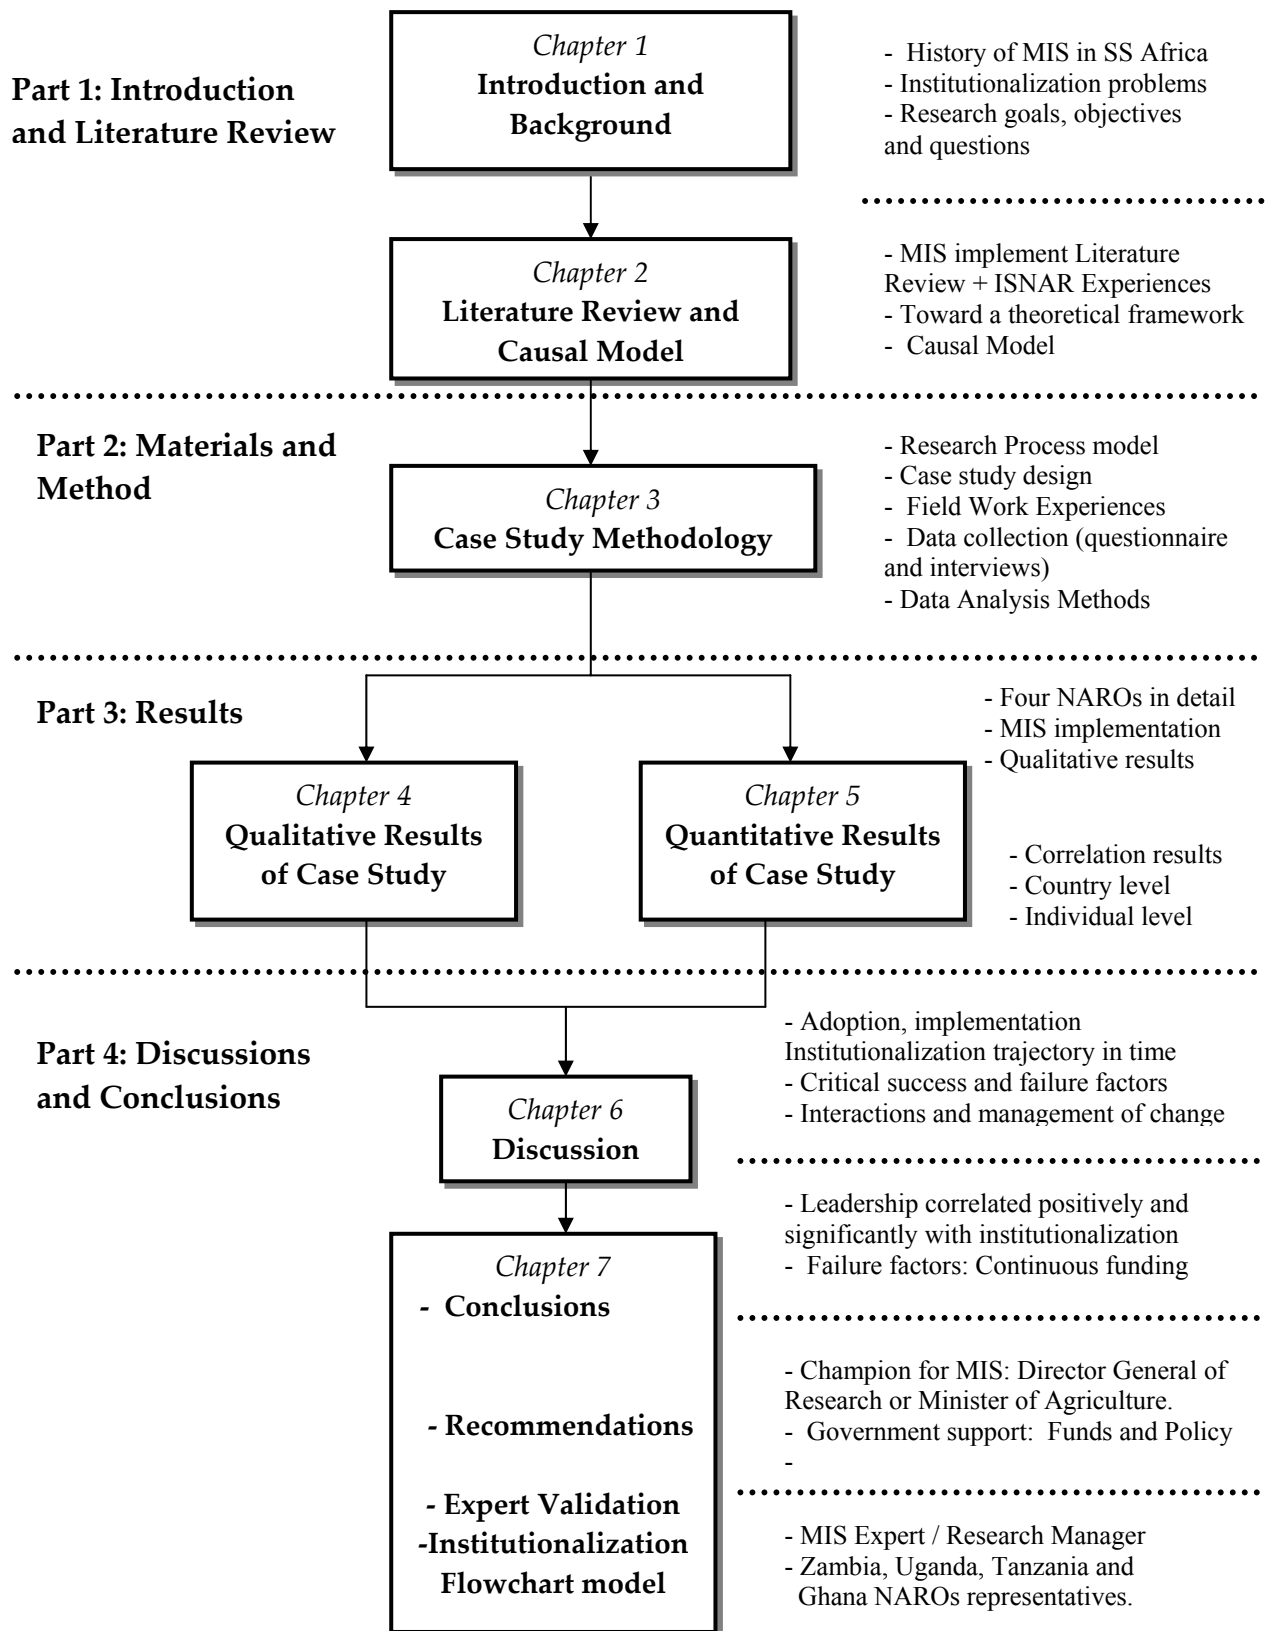 Part 1: Introduction
and Literature Review
Chapter 1
Introduction and
Background
- History of MIS in SS Africa
- Institutionalization problems
- Research goals, objectives
and questions
Chapter 2
Literature Review and
Causal Model
- MIS implement Literature
Review + ISNAR Experiences
- Toward a theoretical framework
- Causal Model
Part 2: Materials and
Method
Chapter 3
Case Study Methodology
- Research Process model
- Case study design
- Field Work Experiences
- Data collection (questionnaire
and interviews)
- Data Analysis Methods
Part 3: Results
Chapter 4
Qualitative Results
of Case Study
Chapter 5
Quantitative Results
of Case Study
- Four NAROs in detail
- MIS implementation
- Qualitative results
- Correlation results
- Country level
- Individual level
Part 4: Discussions
and Conclusions
Chapter 6
Discussion
- Adoption, implementation
Institutionalization trajectory in time
- Critical success and failure factors
- Interactions and management of change
Chapter 7
- Conclusions
- Recommendations
- Expert Validation
-Institutionalization
Flowchart model
- Leadership correlated positively and
significantly with institutionalization
- Failure factors: Continuous funding
- Champion for MIS: Director General of
Research or Minister of Agriculture.
- Government support: Funds and Policy
-
- MIS Expert / Research Manager
- Zambia, Uganda, Tanzania and
Ghana NAROs representatives.